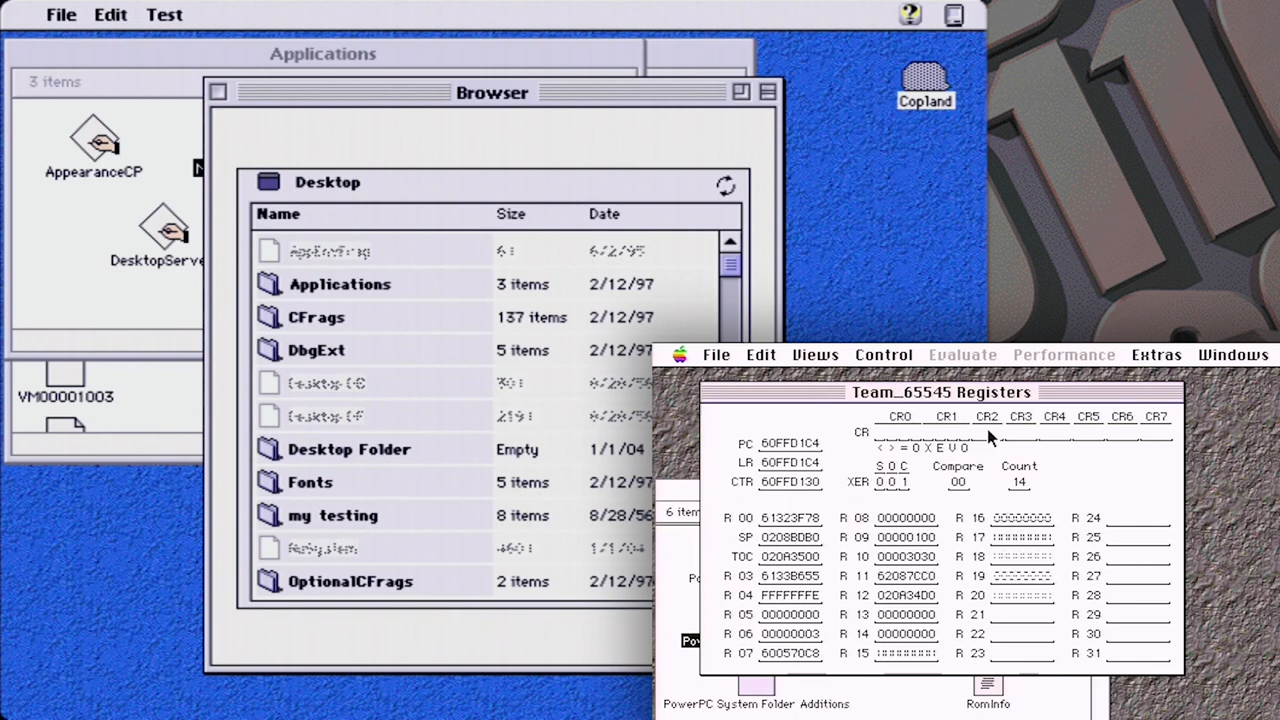 File Edit Test
Applications
3 items
Browser
Copland
AppearanceCP
Desktop
DesktopServe
Name Size Date
6/2/95
Applications 3 items 2/12/97
CFrags 137 items 2/12/97
DbgExt 5 items 2/12/97
Desktop Folder Empty 1/1/04
Fonts 5 items 2/12/97
my testing 8 items 8/28/56
1/1/04
OptionalCFrags 2 items 2/12/97
VM00001003
File Edit Views Control Evaluate Performance Extras Windows
Team_65545 Registers
CR0 CR1 CR2 CR3 CR4 CR5 CR6 CR7
CR
< > = O X E V O
PC 60FFD1C4
LR 60FFD1C4
CTR 60FFD130
S O C Compare Count
XER 0 0 1 00 14
R 00 61323F78 R 08 00000000 R 16 R 24
SP 0208BDB0 R 09 00000100 R 17 R 25
TOC 020A3500 R 10 00003030 R 18 R 26
R 03 6133B655 R 11 62087CC0 R 19 R 27
R 04 FFFFFFFE R 12 020A34D0 R 20 R 28
R 05 00000000 R 13 00000000 R 21 R 29
R 06 00000003 R 14 00000000 R 22 R 30
R 07 600570C8 R 15 R 23 R 31
6 item
PowerPC System Folder Additions
RomInfo